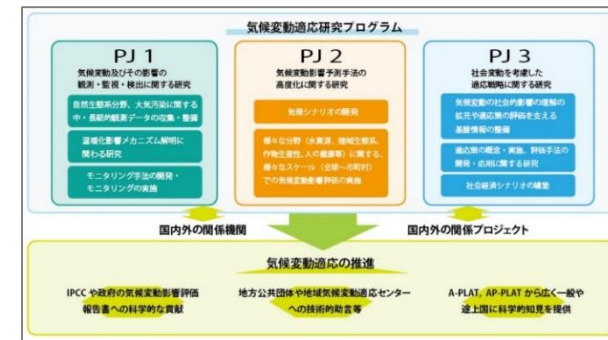 気候変動適応研究プログラム
PJ 1
気候変動及びその影響の
観測・監視・検出に関する研究
自然生態系分野、大気汚染に関する
中・長期的観測データの収集・整備
温暖化影響メカニズム解明に
関わる研究
モニタリング手法の開発・
モニタリングの実施
PJ 2
気候変動影響予測手法の
高度化に関する研究
気候シナリオの開発
様々な分野（水資源、陸域生態系、
作物生産性、人の健康等）に関する、
様々なスケール（全球～市町村）
での気候変動影響評価の実施
PJ 3
社会変動を考慮した
適応戦略に関する研究
気候変動の社会的影響の理解の
拡充や適応策の評価を支える
基盤情報の整備
適応策の概念・実施、評価手法の
開発・応用に関する研究
社会経済シナリオの構築
国内外の関係機関
国内外の関係プロジェクト
気候変動適応の推進
IPCC や政府の気候変動影響評価
報告書への科学的な貢献
地方公共団体や地域気候変動適応センター
への技術的助言等
A-PLAT, AP-PLAT から広く一般や
途上国に科学的知見を提供